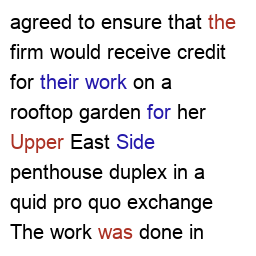 agreed to ensure that the
firm would receive credit
for their work on a
rooftop garden for her
Upper East Side
penthouse duplex in a
quid pro quo exchange
The work was done in